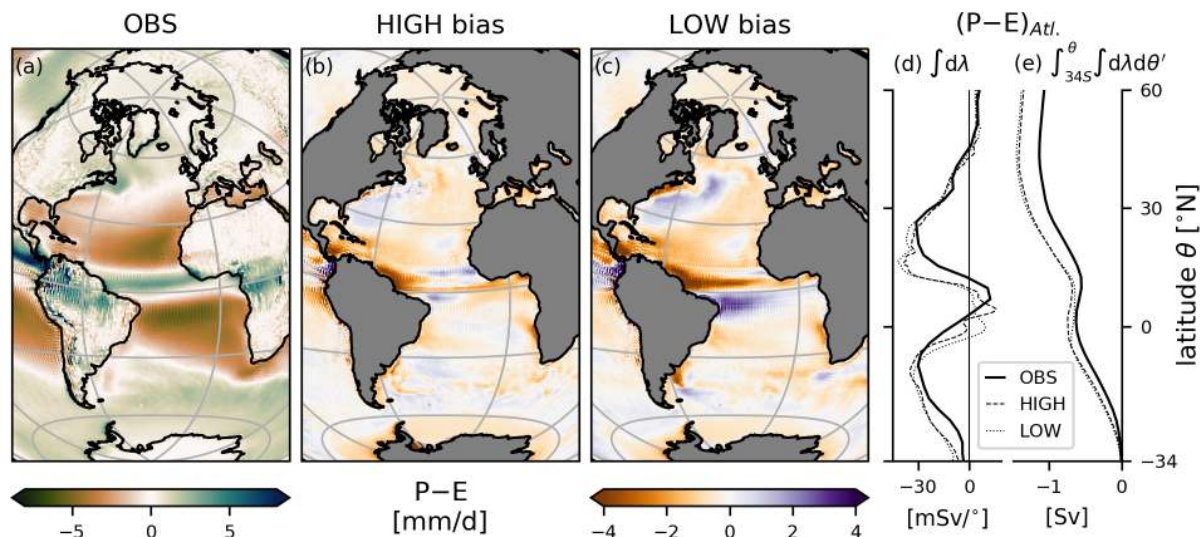 OBS
HIGH bias
LOW bias
(P−E)Atl.
(a)
(b)
(c)
(d) ∫dλ
(e) ∫θ34S∫dλdθ′
60
30
0
−34
latitude θ [°N]
OBS
HIGH
LOW
−5 0 5
P−E
[mm/d]
−4 −2 0 2 4
−30 0
[mSv/°]
−1 0
[Sv]